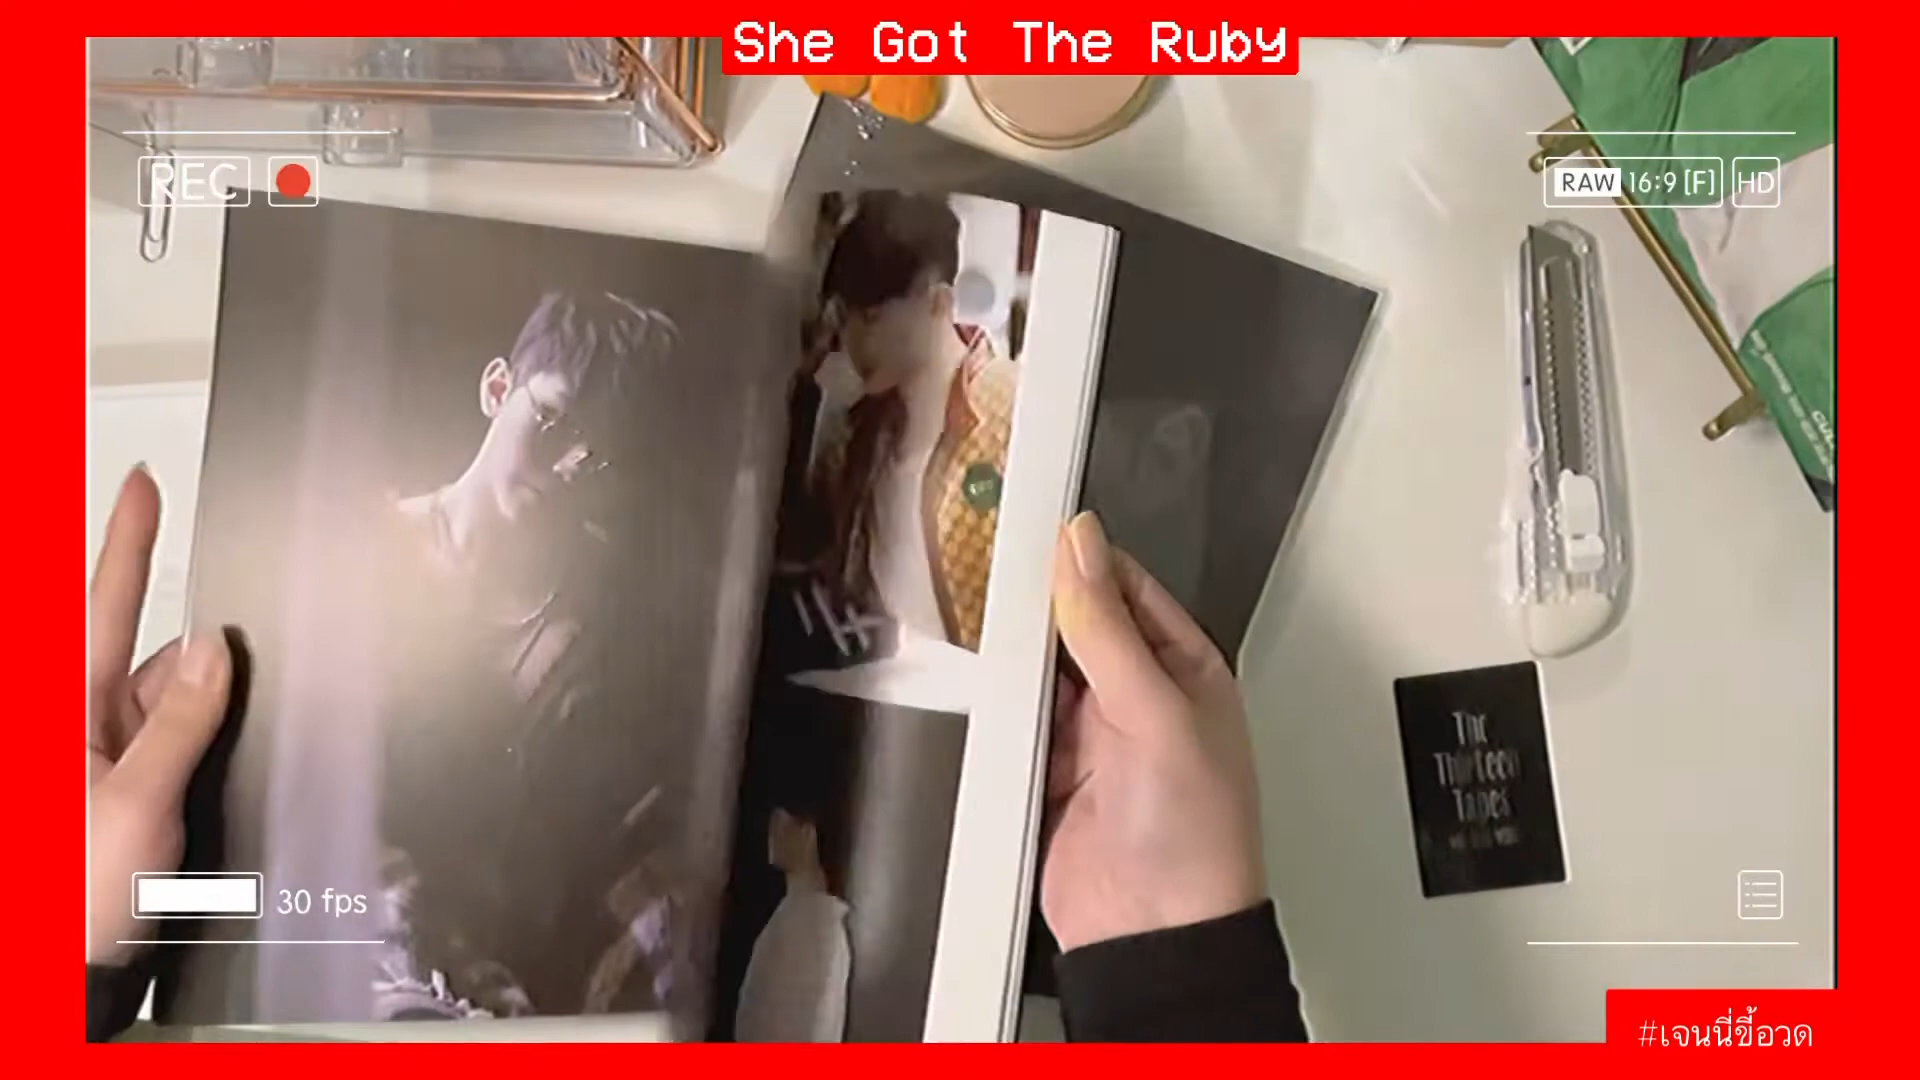 She Got The Ruby
REC
RAW 16:9 [F] HD
The
Thirteen
Tapes
30 fps
#เจนนี่ขี้อวด